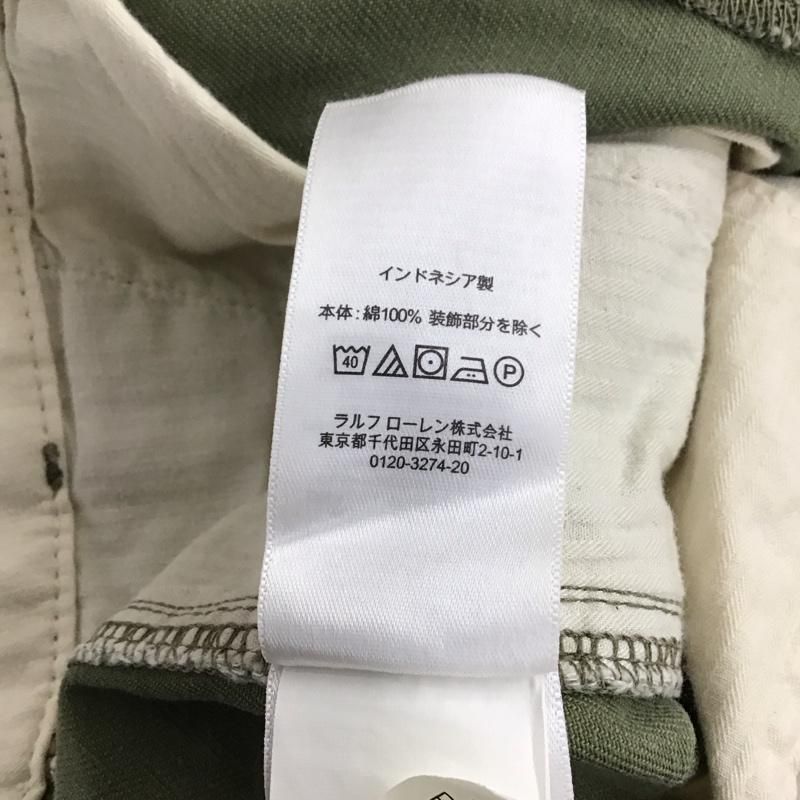 インドネシア製
本体:綿100% 装飾部分を除く
40 P
ラルフ ローレン株式会社
東京都千代田区永田町2-10-1
0120-3274-20